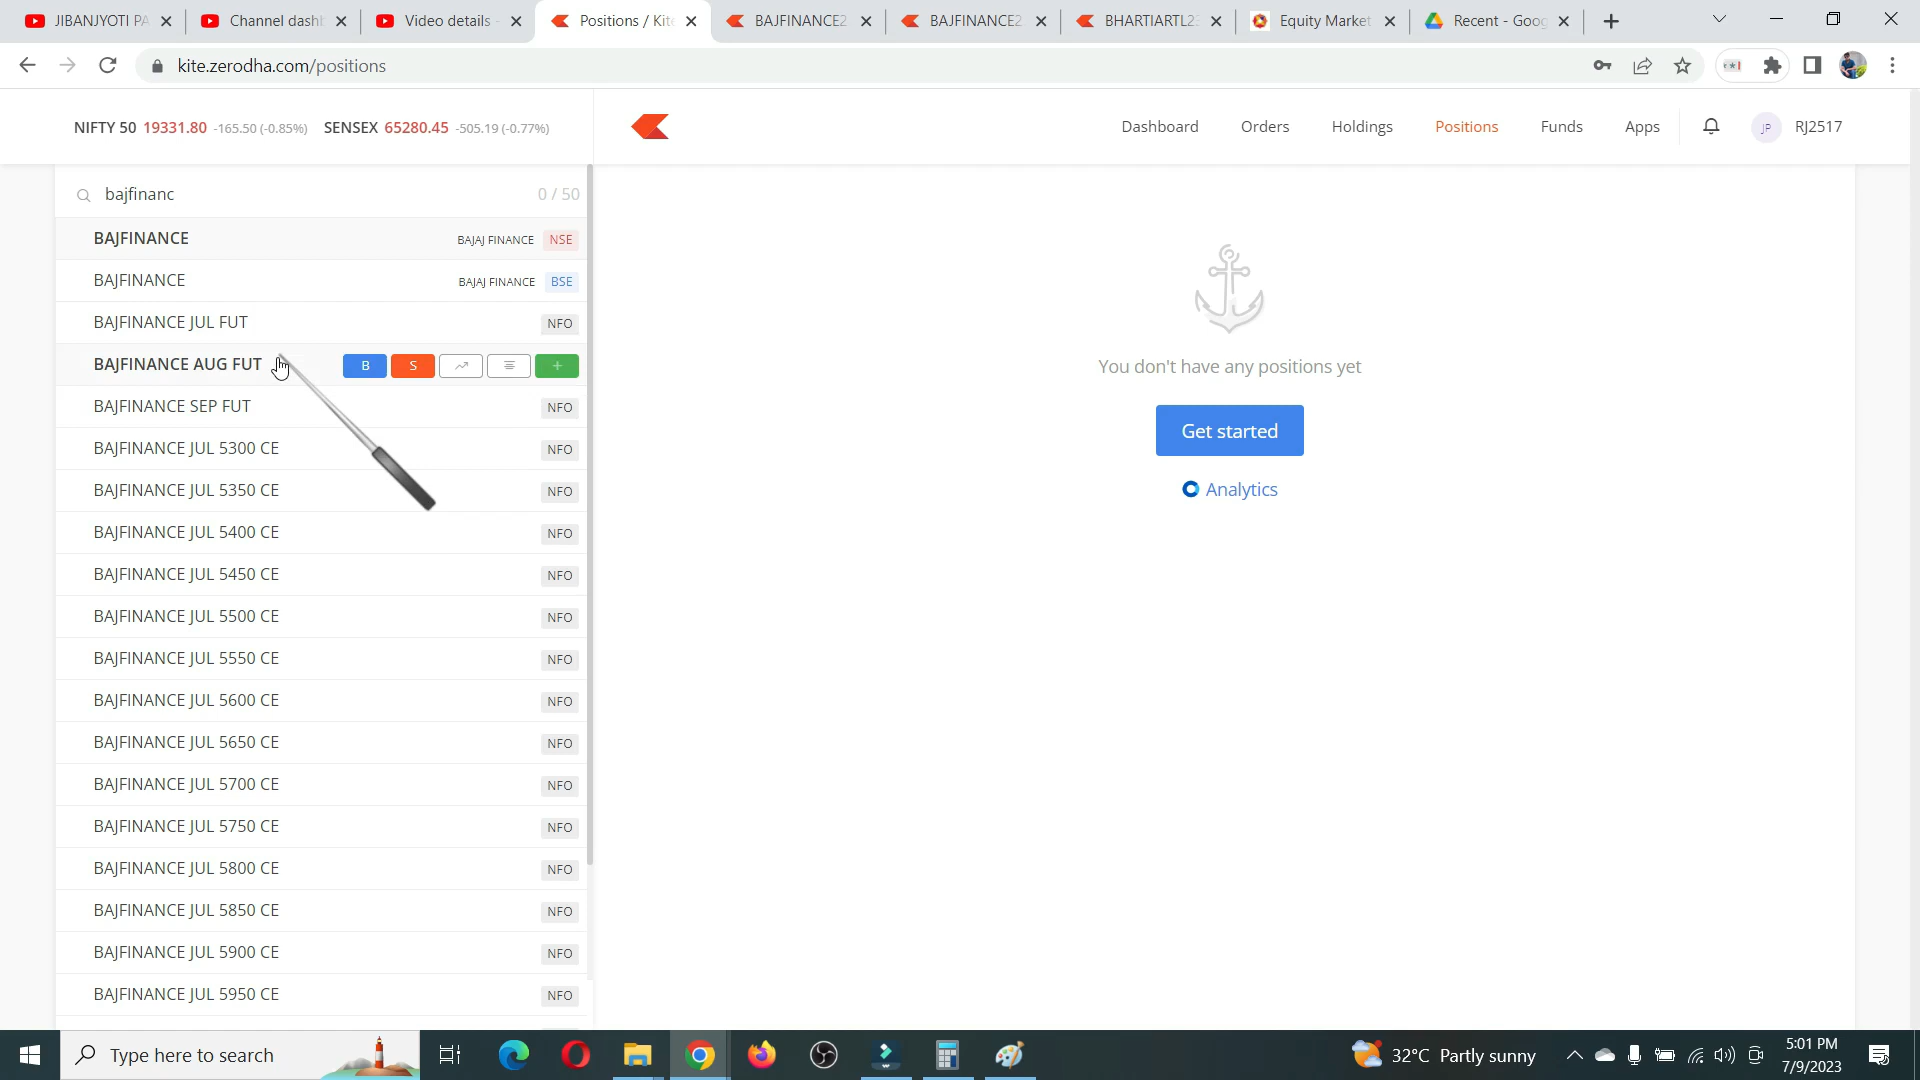 JIBANJYOTI PA
Channel dashb
Video details -
Positions / Kite
BAJFINANCE2
BAJFINANCE2
BHARTIARTL23
Equity Market
Recent - Goog
kite.zerodha.com/positions
NIFTY 50 19331.80 -165.50 (-0.85%) SENSEX 65280.45 -505.19 (-0.77%)
Dashboard Orders Holdings Positions Funds Apps JP RJ2517
bajfinanc 0 / 50
BAJFINANCE BAJAJ FINANCE NSE
BAJFINANCE BAJAJ FINANCE BSE
BAJFINANCE JUL FUT NFO
BAJFINANCE AUG FUT B S +
BAJFINANCE SEP FUT NFO
BAJFINANCE JUL 5300 CE NFO
BAJFINANCE JUL 5350 CE NFO
BAJFINANCE JUL 5400 CE NFO
BAJFINANCE JUL 5450 CE NFO
BAJFINANCE JUL 5500 CE NFO
BAJFINANCE JUL 5550 CE NFO
BAJFINANCE JUL 5600 CE NFO
BAJFINANCE JUL 5650 CE NFO
BAJFINANCE JUL 5700 CE NFO
BAJFINANCE JUL 5750 CE NFO
BAJFINANCE JUL 5800 CE NFO
BAJFINANCE JUL 5850 CE NFO
BAJFINANCE JUL 5900 CE NFO
BAJFINANCE JUL 5950 CE NFO
You don't have any positions yet
Get started
Analytics
Type here to search
32°C Partly sunny
5:01 PM
7/9/2023